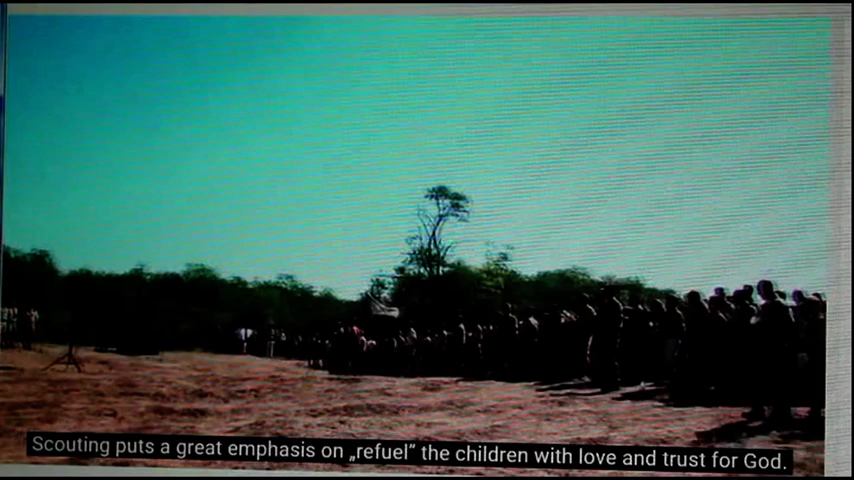 Scouting puts a great emphasis on „refuel” the children with love and trust for God.